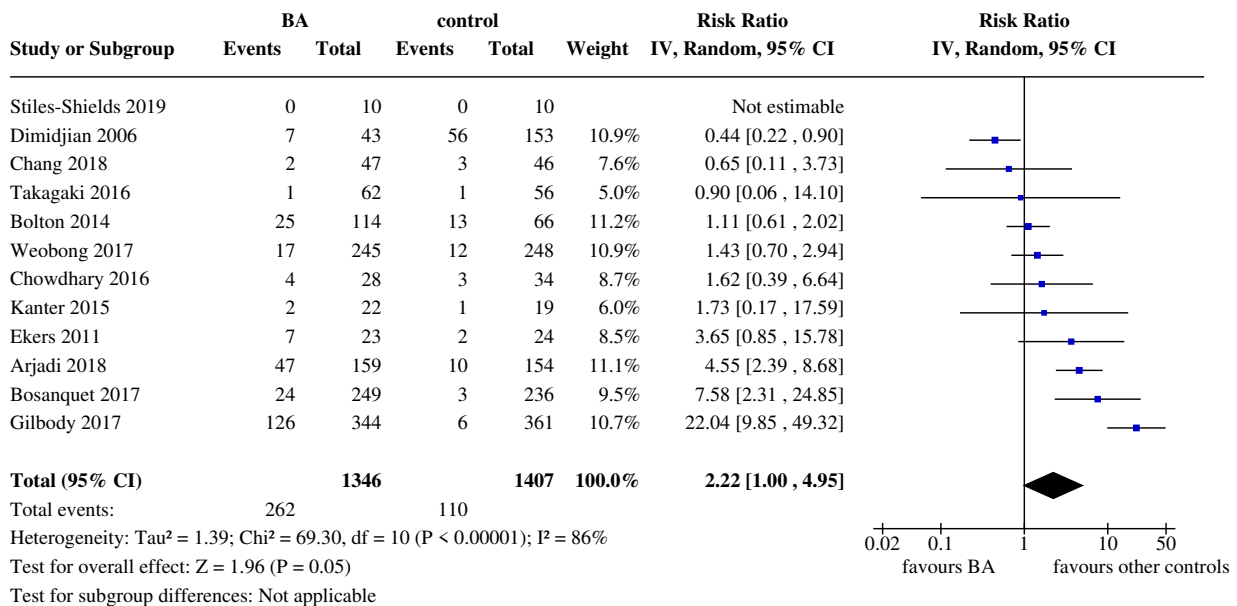 BA control Risk Ratio Risk Ratio
Study or Subgroup Events Total Events Total Weight IV, Random, 95% CI IV, Random, 95% CI
Stiles-Shields 2019 0 10 0 10 Not estimable
Dimidjian 2006 7 43 56 153 10.9% 0.44 [0.22 , 0.90]
Chang 2018 2 47 3 46 7.6% 0.65 [0.11 , 3.73]
Takagaki 2016 1 62 1 56 5.0% 0.90 [0.06 , 14.10]
Bolton 2014 25 114 13 66 11.2% 1.11 [0.61 , 2.02]
Weobong 2017 17 245 12 248 10.9% 1.43 [0.70 , 2.94]
Chowdhary 2016 4 28 3 34 8.7% 1.62 [0.39 , 6.64]
Kanter 2015 2 22 1 19 6.0% 1.73 [0.17 , 17.59]
Ekers 2011 7 23 2 24 8.5% 3.65 [0.85 , 15.78]
Arjadi 2018 47 159 10 154 11.1% 4.55 [2.39 , 8.68]
Bosanquet 2017 24 249 3 236 9.5% 7.58 [2.31 , 24.85]
Gilbody 2017 126 344 6 361 10.7% 22.04 [9.85 , 49.32]
Total (95% CI) 1346 1407 100.0% 2.22 [1.00 , 4.95]
Total events: 262 110
Heterogeneity: Tau² = 1.39; Chi² = 69.30, df = 10 (P < 0.00001); I² = 86%
Test for overall effect: Z = 1.96 (P = 0.05)
Test for subgroup differences: Not applicable
0.02 0.1 1 10 50
favours BA favours other controls